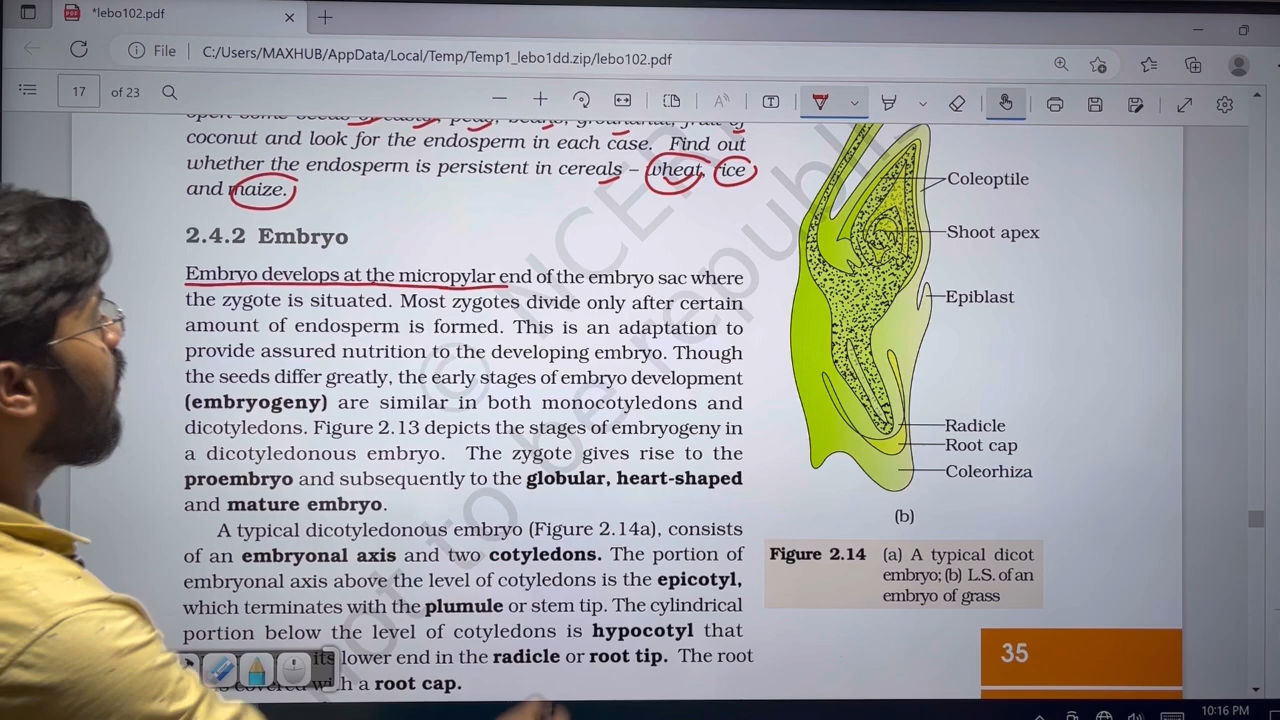 *lebo102.pdf
File
C:/Users/MAXHUB/AppData/Local/Temp/Temp1_lebo1dd.zip/lebo102.pdf
17 of 23
coconut and look for the endosperm in each case. Find out
whether the endosperm is persistent in cereals – wheat, rice
and maize.
2.4.2 Embryo
Embryo develops at the micropylar end of the embryo sac where
the zygote is situated. Most zygotes divide only after certain
amount of endosperm is formed. This is an adaptation to
provide assured nutrition to the developing embryo. Though
the seeds differ greatly, the early stages of embryo development
(embryogeny) are similar in both monocotyledons and
dicotyledons. Figure 2.13 depicts the stages of embryogeny in
a dicotyledonous embryo. The zygote gives rise to the
proembryo and subsequently to the globular, heart-shaped
and mature embryo.
A typical dicotyledonous embryo (Figure 2.14a), consists
of an embryonal axis and two cotyledons. The portion of
embryonal axis above the level of cotyledons is the epicotyl,
which terminates with the plumule or stem tip. The cylindrical
portion below the level of cotyledons is hypocotyl that
its lower end in the radicle or root tip. The root
with a root cap.
Coleoptile
Shoot apex
Epiblast
Radicle
Root cap
Coleorhiza
(b)
Figure 2.14 (a) A typical dicot
embryo; (b) L.S. of an
embryo of grass
35
© NCERT
not to be republi
10:16 PM